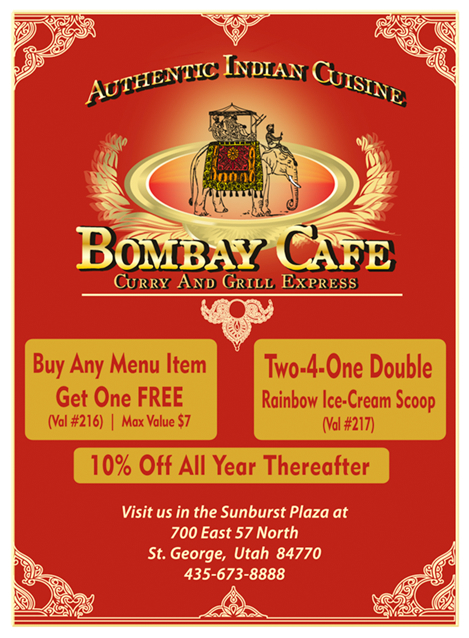 Authentic Indian Cuisine
Bombay Cafe
Curry And Grill Express
Buy Any Menu Item
Get One FREE
(Val #216) | Max Value $7
Two-4-One Double
Rainbow Ice-Cream Scoop
(Val #217)
10% Off All Year Thereafter
Visit us in the Sunburst Plaza at
700 East 57 North
St. George, Utah 84770
435-673-8888